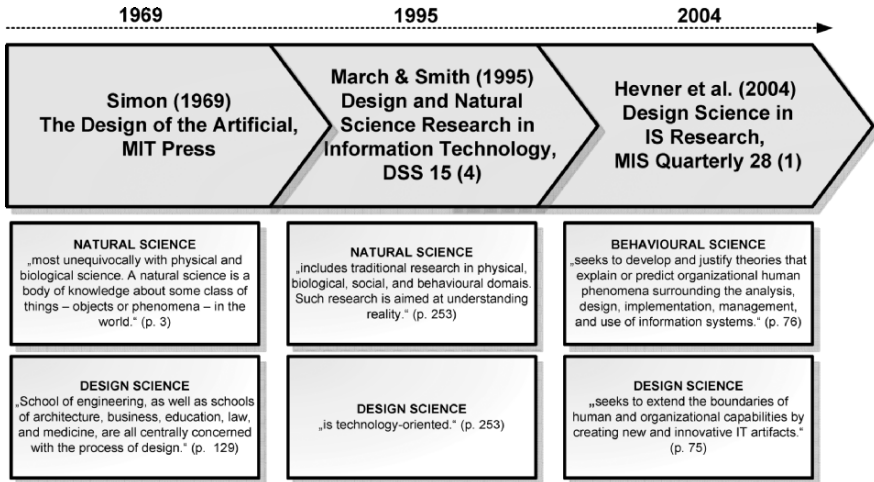 1969
1995
2004
Simon (1969)
The Design of the Artificial,
MIT Press
March & Smith (1995)
Design and Natural
Science Research in
Information Technology,
DSS 15 (4)
Hevner et al. (2004)
Design Science in
IS Research,
MIS Quarterly 28 (1)
NATURAL SCIENCE
„most unequivocally with physical and
biological science. A natural science is a
body of knowledge about some class of
things – objects or phenomena – in the
world.“ (p. 3)
NATURAL SCIENCE
„includes traditional research in physical,
biological, social, and behavioural domais.
Such research is aimed at understanding
reality.“ (p. 253)
BEHAVIOURAL SCIENCE
„seeks to develop and justify theories that
explain or predict organizational human
phenomena surrounding the analysis,
design, implementation, management,
and use of information systems.“ (p. 76)
DESIGN SCIENCE
„School of engineering, as well as schools
of architecture, business, education, law,
and medicine, are all centrally concerned
with the process of design.“ (p. 129)
DESIGN SCIENCE
„is technology-oriented.“ (p. 253)
DESIGN SCIENCE
„seeks to extend the boundaries of
human and organizational capabilities by
creating new and innovative IT artifacts.“
(p. 75)